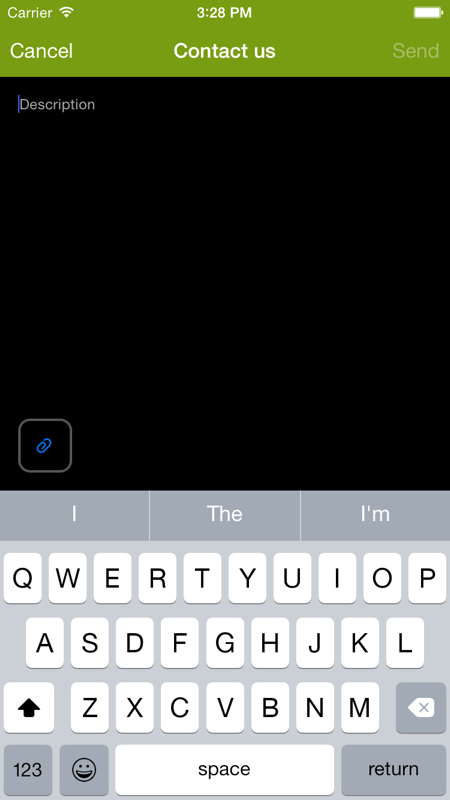 Carrier 3:28 PM
Cancel Contact us Send
Description
I The I'm
Q W E R T Y U I O P
A S D F G H J K L
Z X C V B N M
123 space return